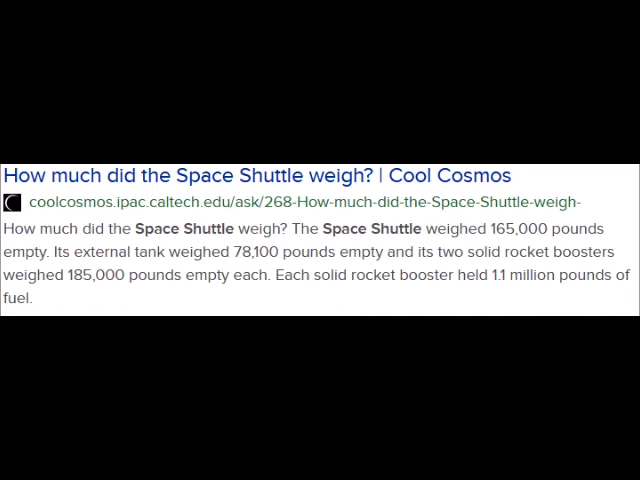 How much did the Space Shuttle weigh? | Cool Cosmos
coolcosmos.ipac.caltech.edu/ask/268-How-much-did-the-Space-Shuttle-weigh-
How much did the Space Shuttle weigh? The Space Shuttle weighed 165,000 pounds
empty. Its external tank weighed 78,100 pounds empty and its two solid rocket boosters
weighed 185,000 pounds empty each. Each solid rocket booster held 1.1 million pounds of
fuel.